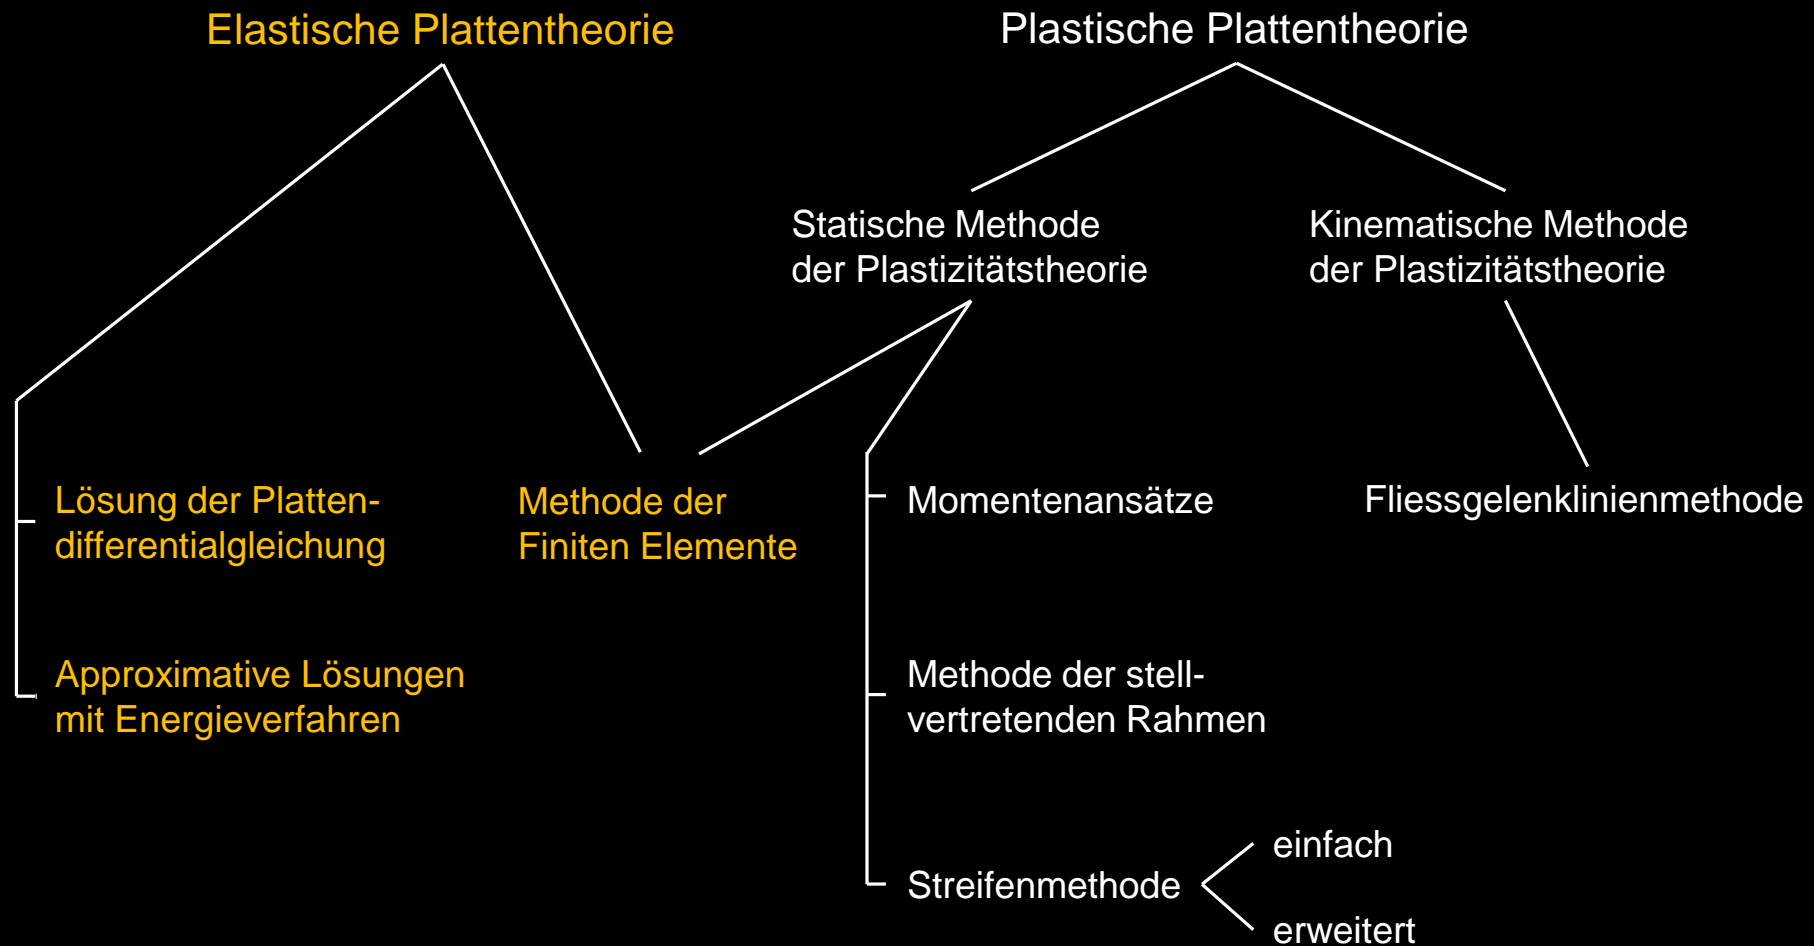 Elastische Plattentheorie
Plastische Plattentheorie
Statische Methode
der Plastizitätstheorie
Kinematische Methode
der Plastizitätstheorie
Lösung der Platten-
differentialgleichung
Methode der
Finiten Elemente
Momentenansätze
Fliessgelenklinienmethode
Approximative Lösungen
mit Energieverfahren
Methode der stell-
vertretenden Rahmen
Streifenmethode
einfach
erweitert